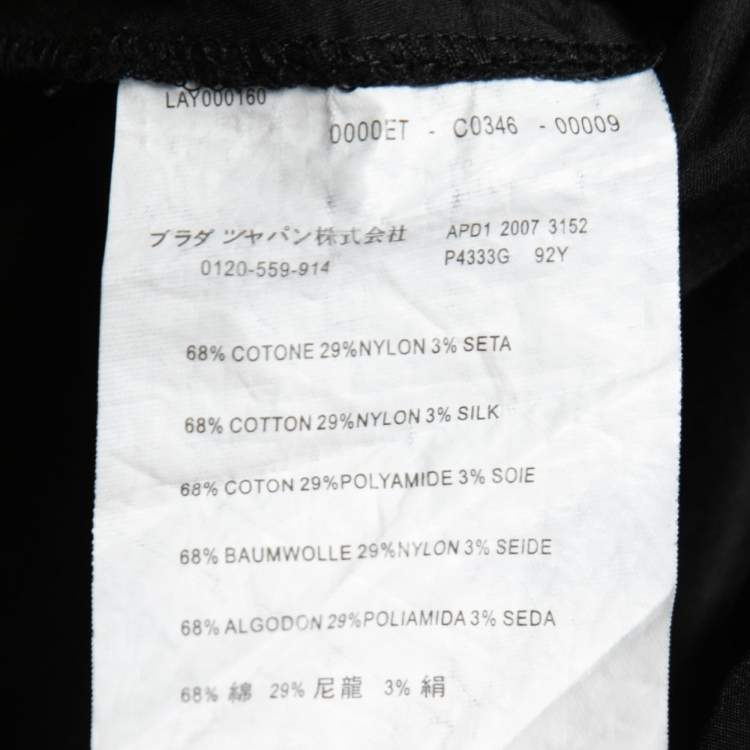 LAY000160
0000ET - C0346 - 00009
プラダ ツャパン株式会社 APD1 2007 3152
0120-559-914 P4333G 92Y
68% COTONE 29%NYLON 3% SETA
68% COTTON 29%NYLON 3% SILK
68% COTON 29%POLYAMIDE 3% SOIE
68% BAUMWOLLE 29%NYLON 3% SEIDE
68% ALGODON 29%POLIAMIDA 3% SEDA
68% 綿 29% 尼龍 3% 絹